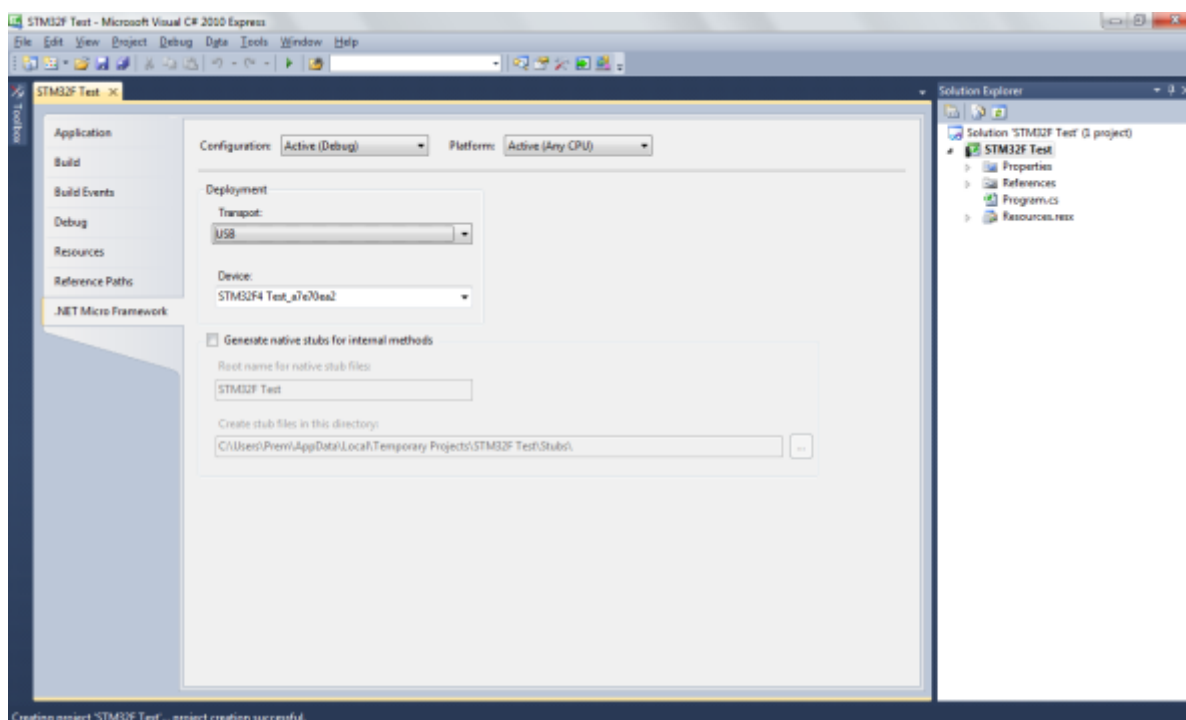 STM32F Test - Microsoft Visual C# 2010 Express
File Edit View Project Debug Data Tools Window Help
STM32F Test
Solution Explorer
Toolbox
Application
Build
Build Events
Debug
Resources
Reference Paths
.NET Micro Framework
Configuration: Active (Debug) Platform: Active (Any CPU)
Deployment
Transport:
USB
Device:
STM32F4 Test_a7e70ea2
Generate native stubs for internal methods
Root name for native stub files:
STM32F Test
Create stub files in this directory:
C:\Users\Prem\AppData\Local\Temporary Projects\STM32F Test\Stubs\
...
Solution 'STM32F Test' (1 project)
STM32F Test
Properties
References
Program.cs
Resources.resx
Creating project 'STM32F Test'... project creation successful.